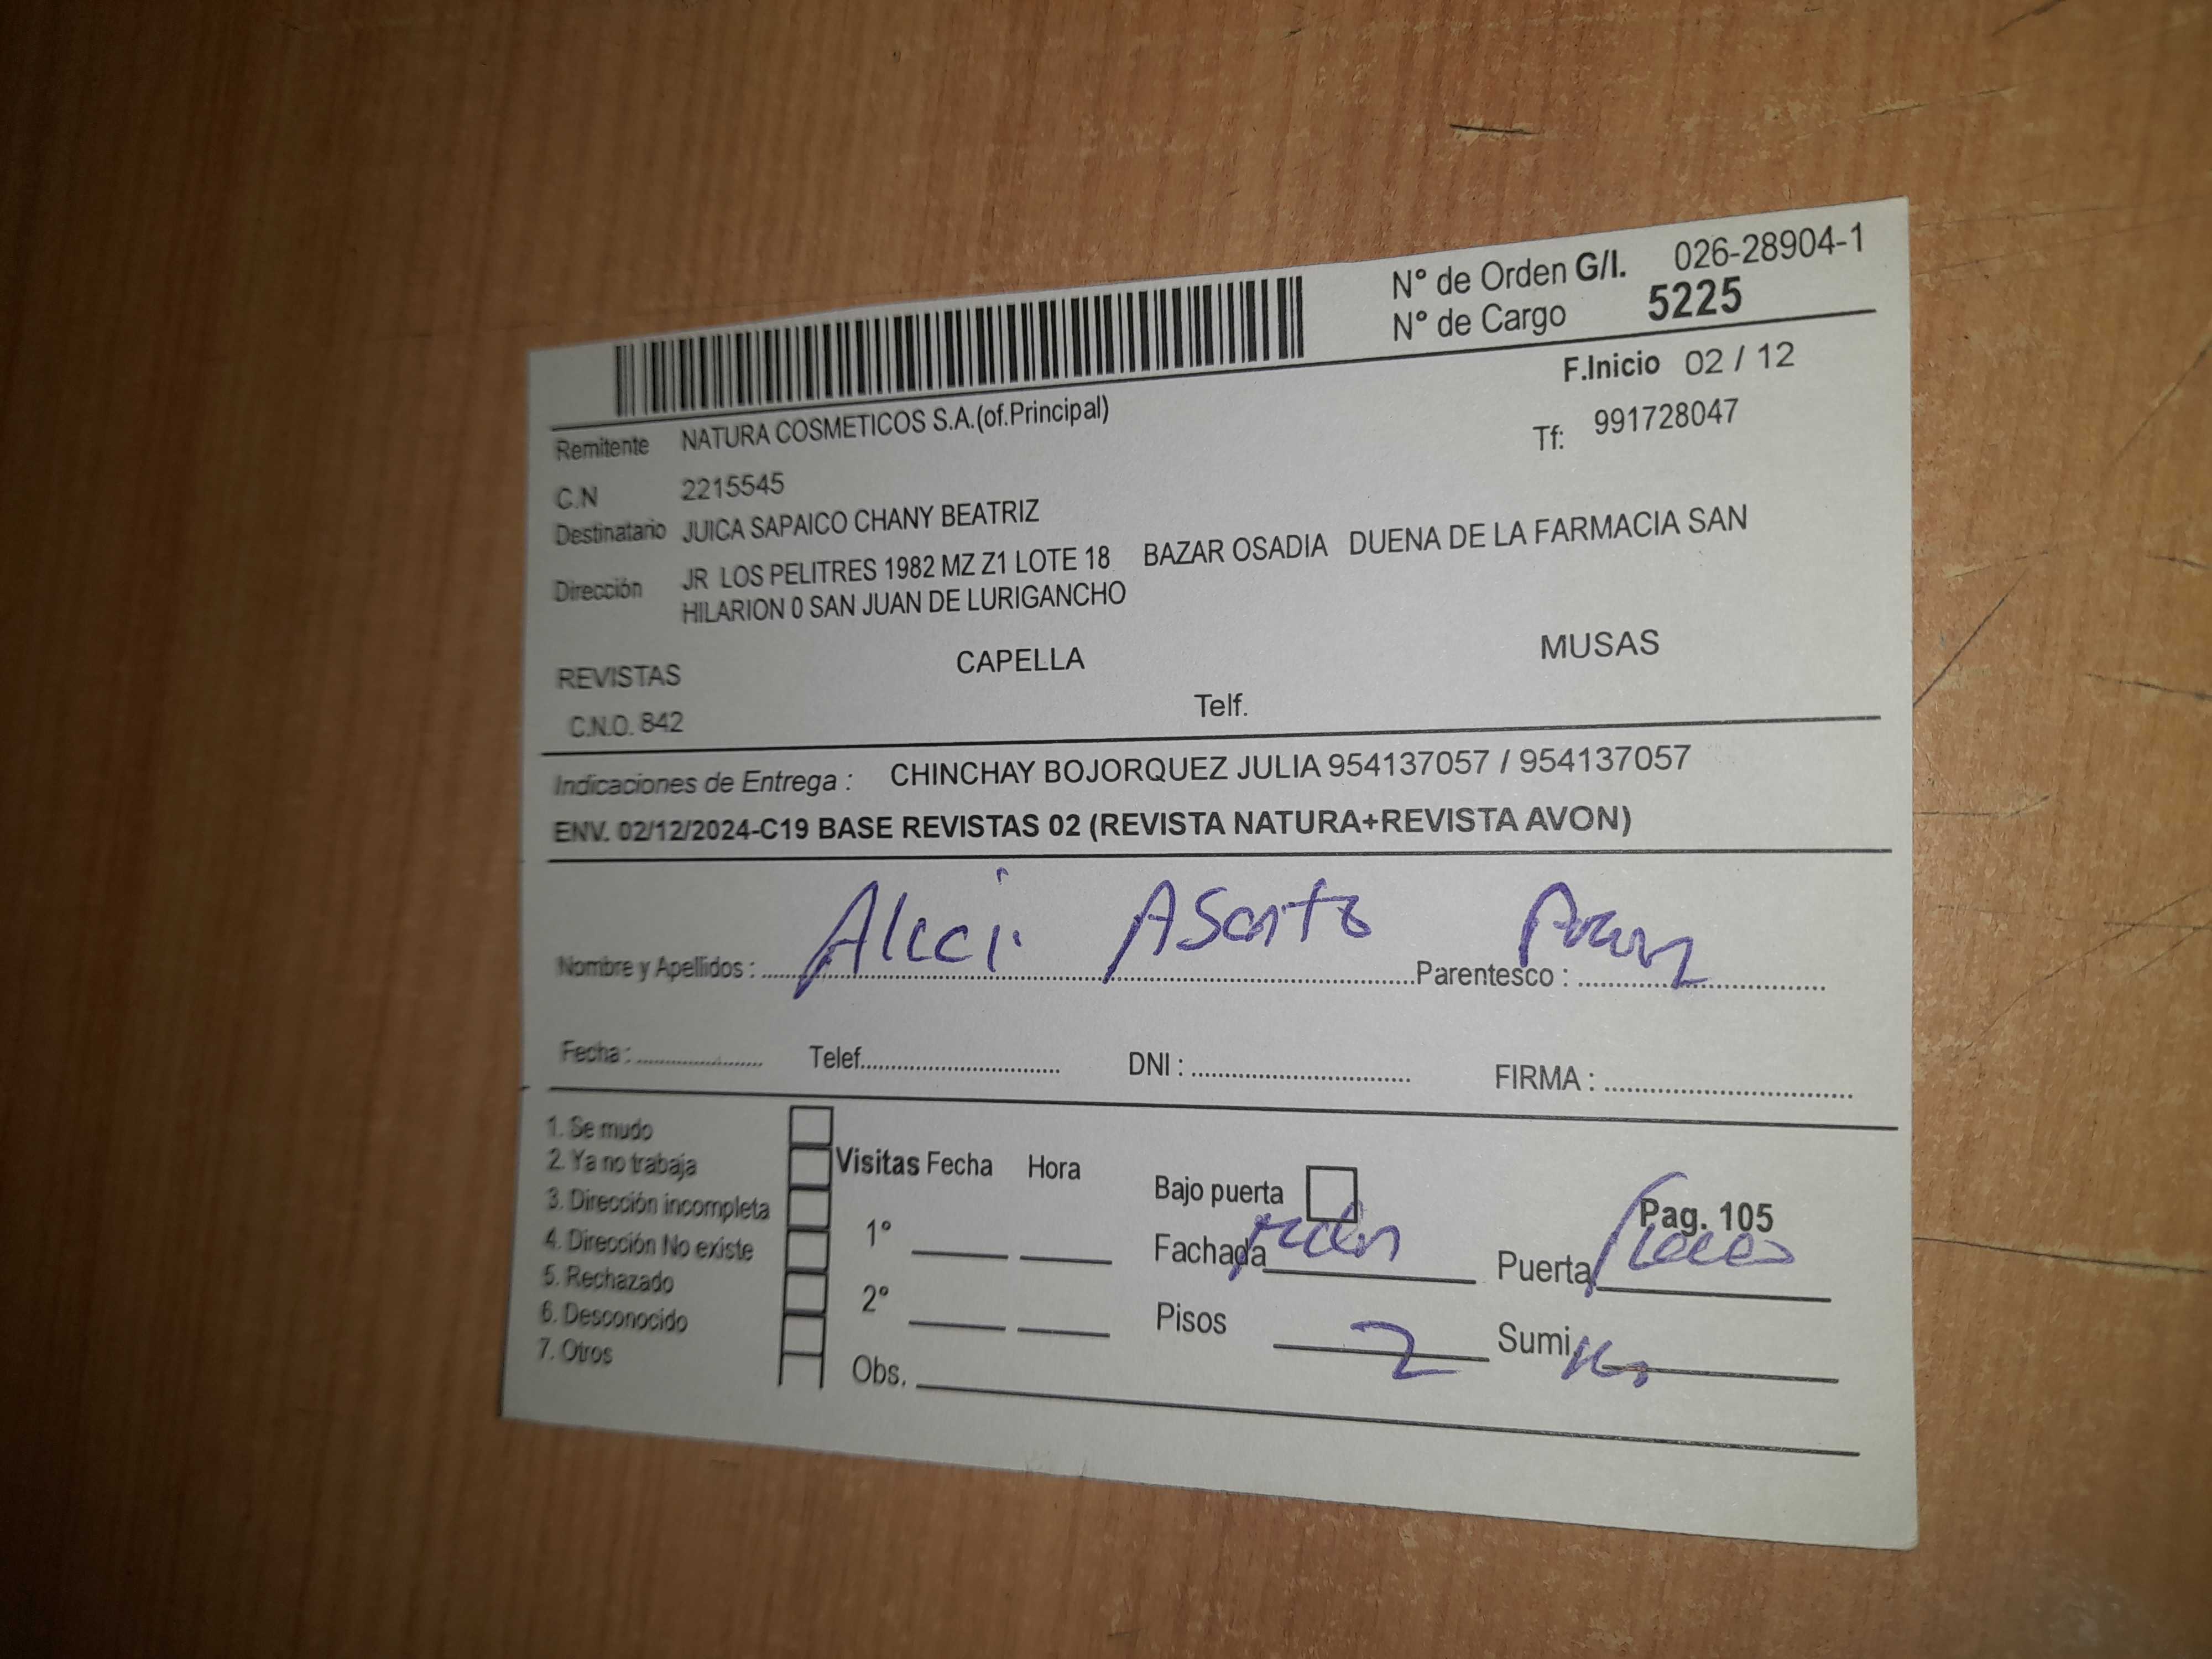 N° de Orden G/I. 026-28904-1
N° de Cargo 5225
F.Inicio 02 / 12
Remitente NATURA COSMETICOS S.A.(of.Principal)
Tf: 991728047
C.N 2215545
Destinatario JUICA SAPAICO CHANY BEATRIZ
Dirección JR LOS PELITRES 1982 MZ Z1 LOTE 18 BAZAR OSADIA DUENA DE LA FARMACIA SAN
HILARION 0 SAN JUAN DE LURIGANCHO
REVISTAS CAPELLA MUSAS
C.N.O. 842 Telf.
Indicaciones de Entrega : CHINCHAY BOJORQUEZ JULIA 954137057 / 954137057
ENV. 02/12/2024-C19 BASE REVISTAS 02 (REVISTA NATURA+REVISTA AVON)
Nombre y Apellidos : Parentesco :
Fecha : Telef. DNI : FIRMA :
1. Se mudo
2. Ya no trabaja
3. Dirección incompleta
4. Dirección No existe
5. Rechazado
6. Desconocido
7. Otros
Visitas Fecha Hora
1°
2°
Obs.
Bajo puerta
Fachada
Pisos 2
Pag. 105
Puerta
Sumi.